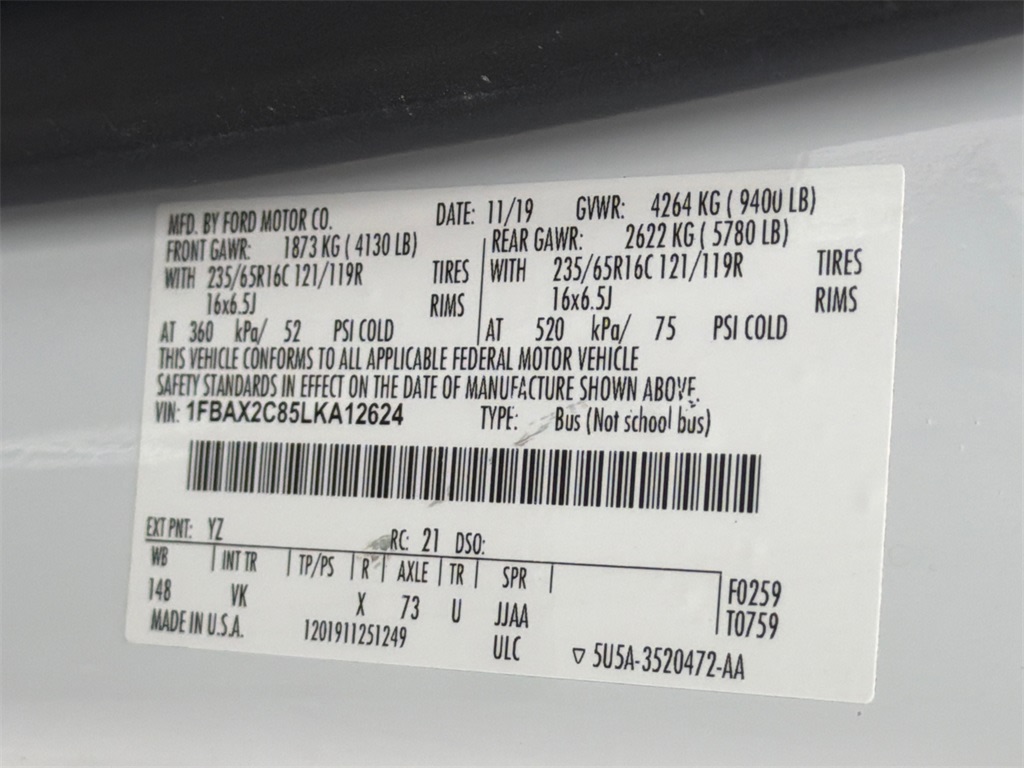 MFD. BY FORD MOTOR CO. DATE: 11/19 GVWR: 4264 KG ( 9400 LB)
FRONT GAWR: 1873 KG ( 4130 LB) REAR GAWR: 2622 KG ( 5780 LB)
WITH 235/65R16C 121/119R TIRES WITH 235/65R16C 121/119R TIRES
16x6.5J RIMS 16x6.5J RIMS
AT 360 kPa/ 52 PSI COLD AT 520 kPa/ 75 PSI COLD
THIS VEHICLE CONFORMS TO ALL APPLICABLE FEDERAL MOTOR VEHICLE
SAFETY STANDARDS IN EFFECT ON THE DATE OF MANUFACTURE SHOWN ABOVE.
VIN: 1FBAX2C85LKA12624 TYPE: Bus (Not school bus)
EXT PNT: YZ RC: 21 DSO:
WB INT TR TP/PS R AXLE TR SPR F0259
148 VK X 73 U JJAA T0759
MADE IN U.S.A. 1201911251249 ULC ▽ 5U5A-3520472-AA